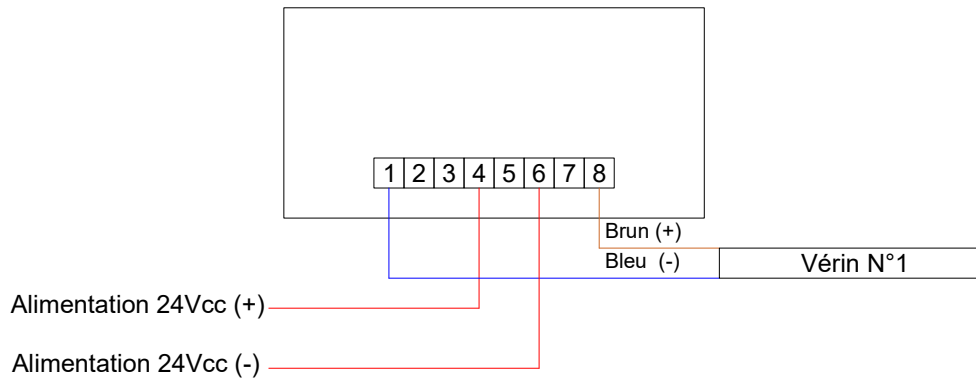 1 2 3 4 5 6 7 8
Brun (+)
Bleu (-)
Vérin N°1
Alimentation 24Vcc (+)
Alimentation 24Vcc (-)